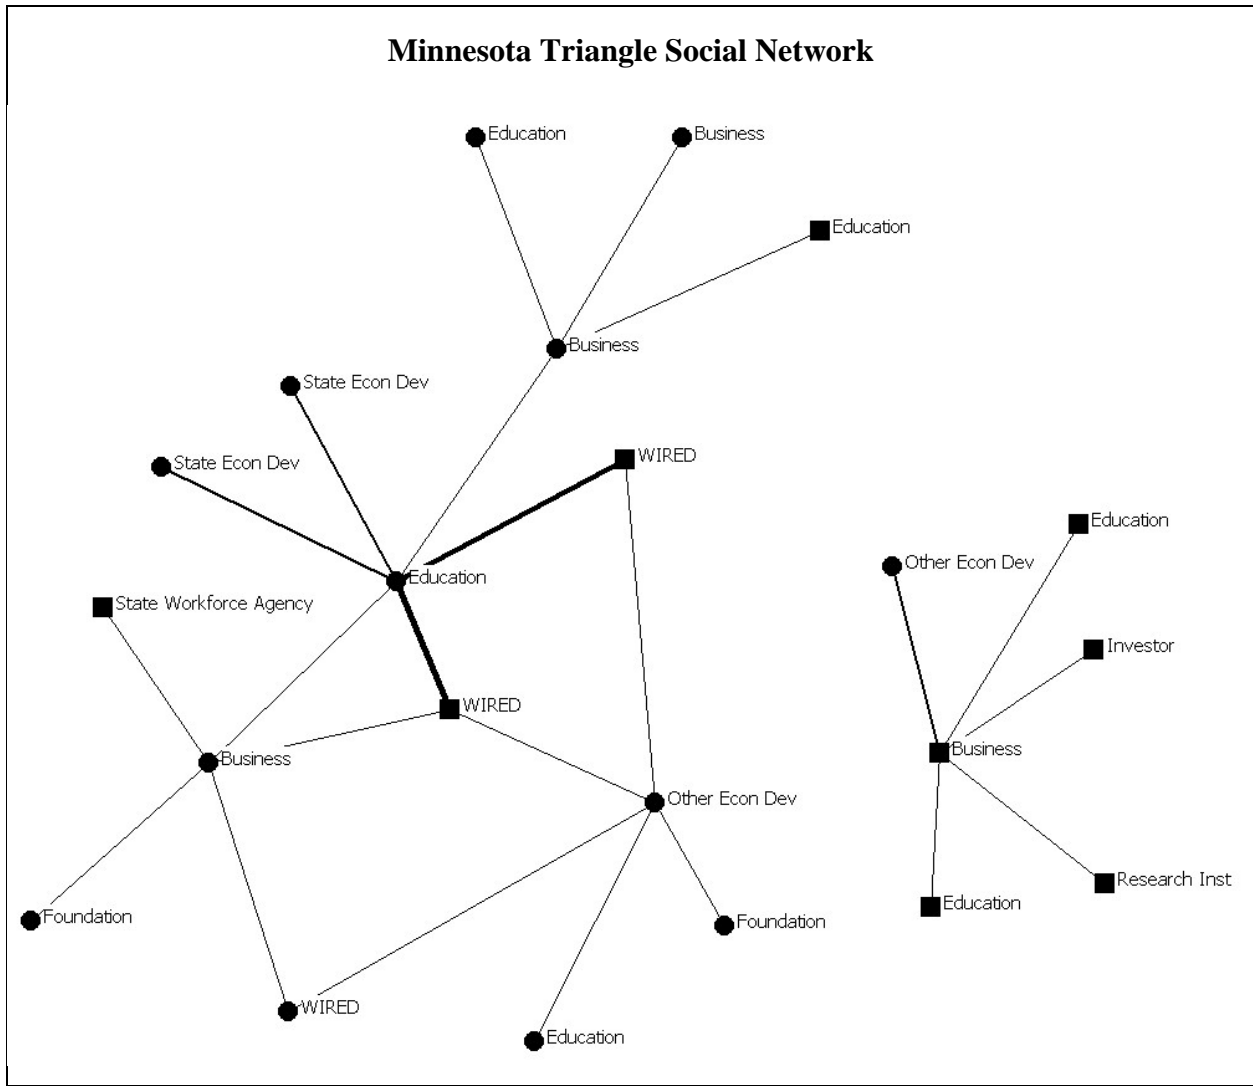 Minnesota Triangle Social Network
Education
Business
Education
Business
State Econ Dev
WIRED
State Econ Dev
Education
Other Econ Dev
Education
State Workforce Agency
Investor
WIRED
Business
Business
Other Econ Dev
Research Inst
Education
Foundation
Foundation
WIRED
Education